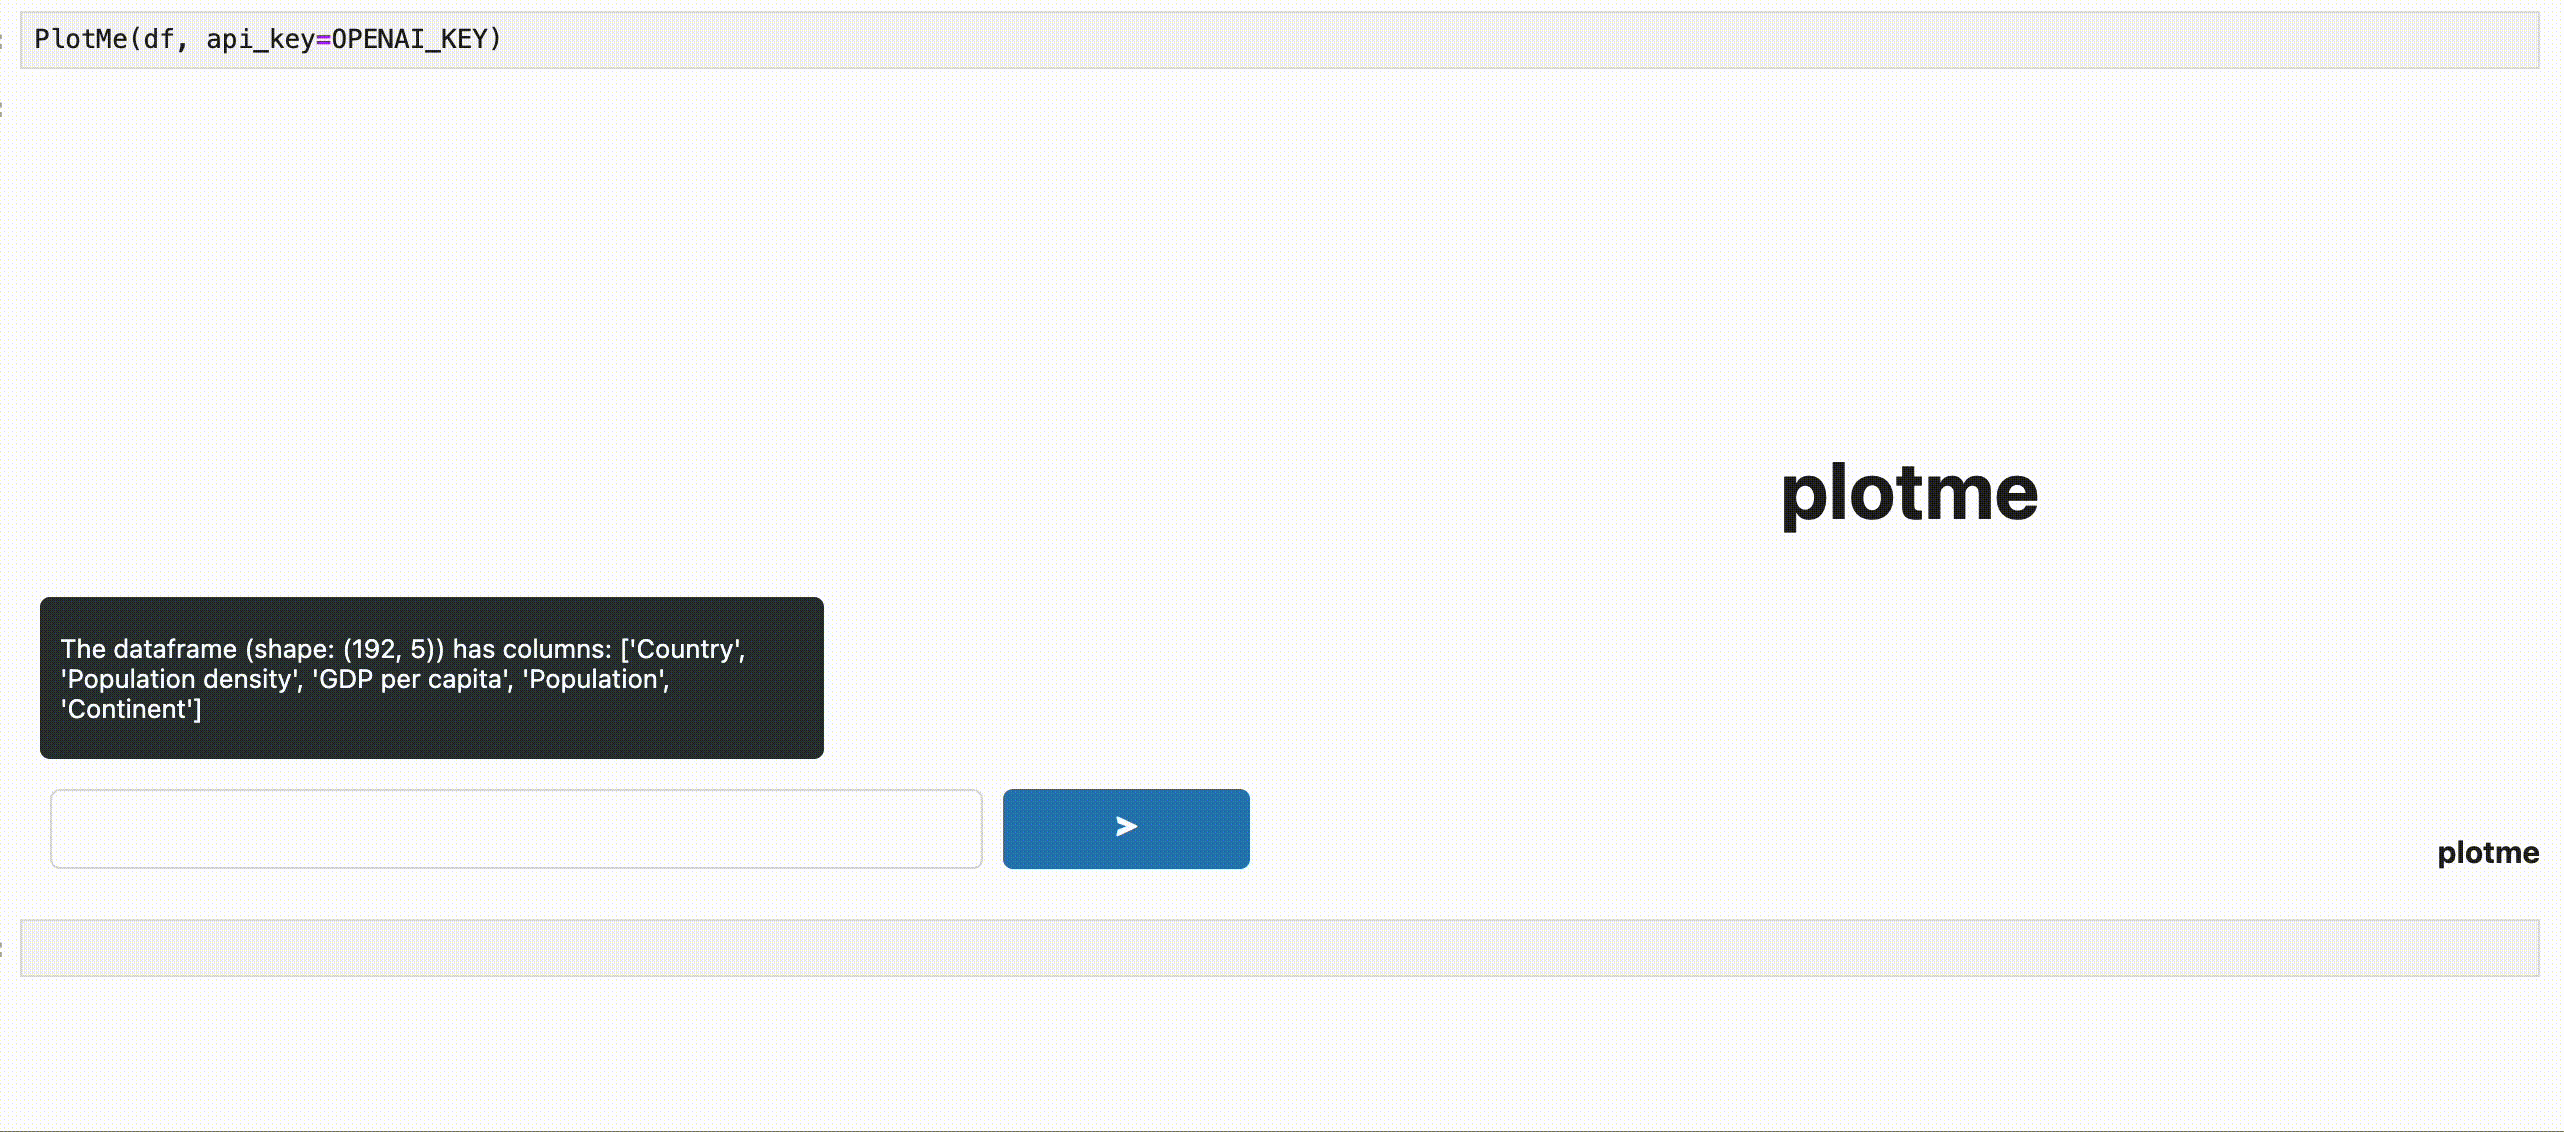 PlotMe(df, api_key=OPENAI_KEY)
plotme
The dataframe (shape: (192, 5)) has columns: ['Country',
'Population density', 'GDP per capita', 'Population',
'Continent']
>
plotme